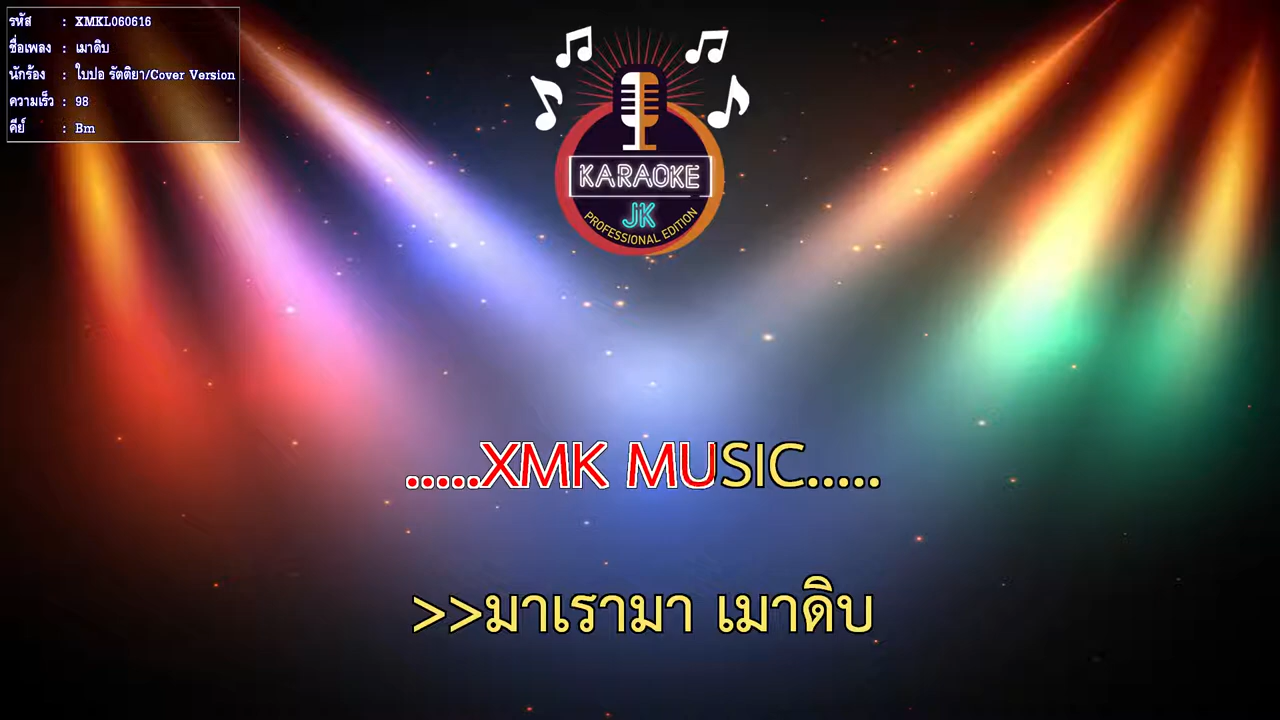 รหัส : XMKL060616
ชื่อเพลง : เมาดิบ
นักร้อง : ใบปอ รัตติยา/Cover Version
ความเร็ว : 98
คีย์ : Bm
KARAOKE
JK
PROFESSIONAL EDITION
.....XMK MUSIC.....
>>มาเรามา เมาดิบ